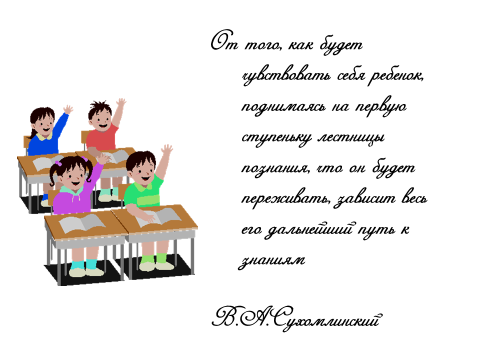 От того, как будет
чувствовать себя ребенок,
поднимаясь на первую
ступеньку лестницы
познания, что он будет
переживать, зависит весь
его дальнейший путь к
знаниям
В.А.Сухомлинский